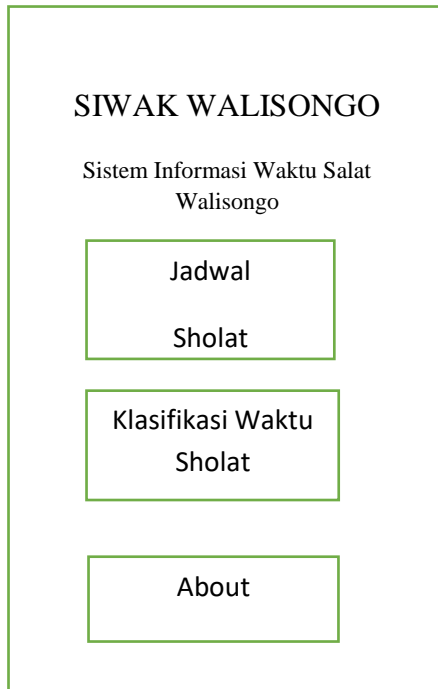 SIWAK WALISONGO
Sistem Informasi Waktu Salat
Walisongo
Jadwal
Sholat
Klasifikasi Waktu
Sholat
About